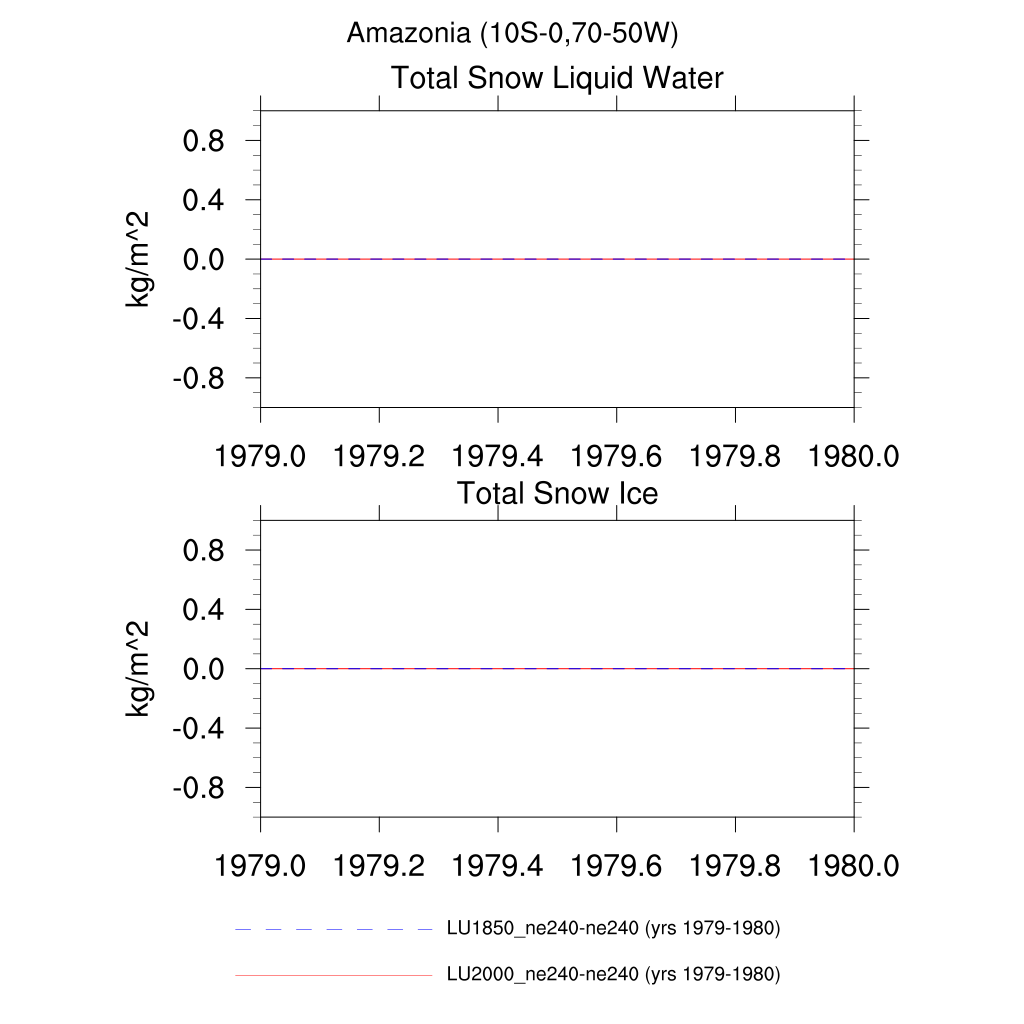 Amazonia (10S-0,70-50W)
Total Snow Liquid Water
0.8
0.4
0.0
-0.4
-0.8
kg/m^2
1979.0 1979.2 1979.4 1979.6 1979.8 1980.0
Total Snow Ice
0.8
0.4
0.0
-0.4
-0.8
kg/m^2
1979.0 1979.2 1979.4 1979.6 1979.8 1980.0
LU1850_ne240-ne240 (yrs 1979-1980)
LU2000_ne240-ne240 (yrs 1979-1980)